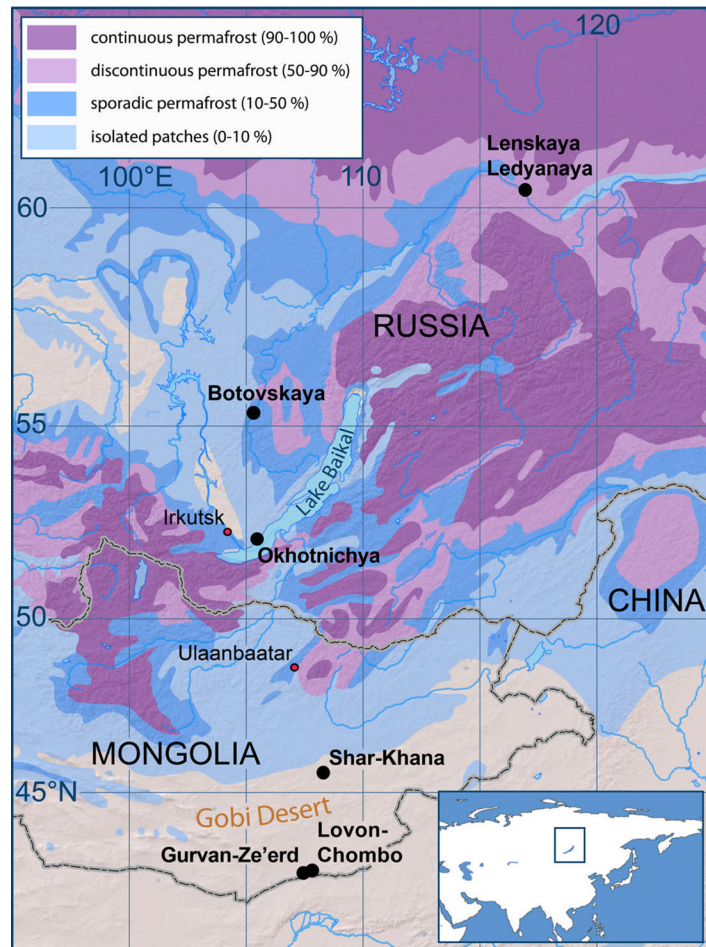 continuous permafrost (90-100 %)
discontinuous permafrost (50-90 %)
sporadic permafrost (10-50 %)
isolated patches (0-10 %)
120
Lenskaya
Ledyanaya
100°E
110
60
RUSSIA
Botovskaya
55
Lake Baikal
Irkutsk
Okhotnichya
50
CHINA
Ulaanbaatar
MONGOLIA
Shar-Khana
45°N
Gobi Desert
Lovon-
Chombo
Gurvan-Ze'erd